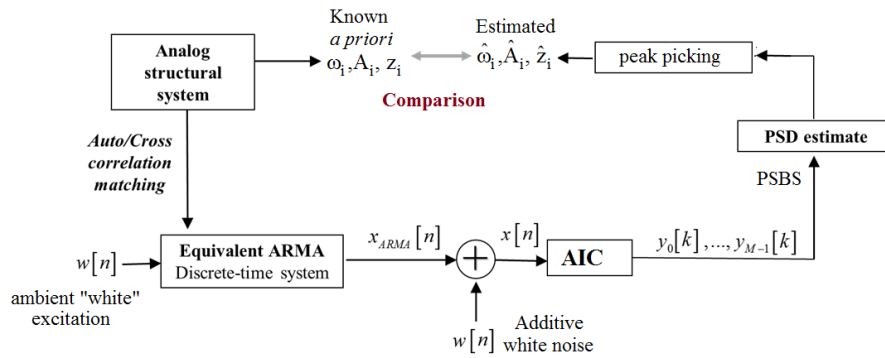 Known
a priori
ω_i, A_i, z_i
Estimated
ω̂_i, Â_i, ẑ_i
peak picking
Analog
structural
system
Comparison
Auto/Cross
correlation
matching
PSD estimate
PSBS
w[n]
ambient "white"
excitation
Equivalent ARMA
Discrete-time system
x_ARMA[n]
+
x[n]
AIC
y_0[k],...,y_{M-1}[k]
w[n]
Additive
white noise